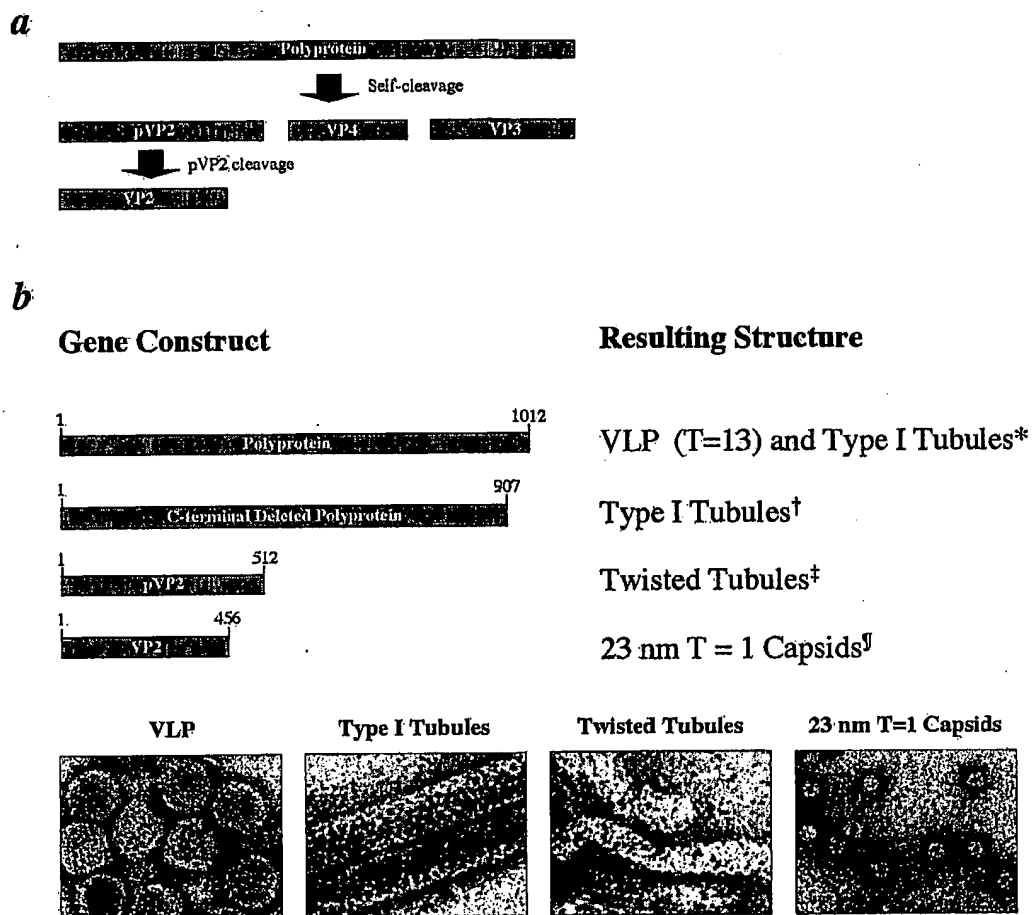 a
Polyprotein
Self-cleavage
pVP2 VP4 VP3
pVP2 cleavage
VP2
b
Gene Construct Resulting Structure
1 1012
Polyprotein VLP (T=13) and Type I Tubules*
1 907
C-terminal Deleted Polyprotein Type I Tubules†
1 512
pVP2 Twisted Tubules‡
1 456
VP2 23 nm T = 1 Capsids¶
VLP Type I Tubules Twisted Tubules 23 nm T=1 Capsids